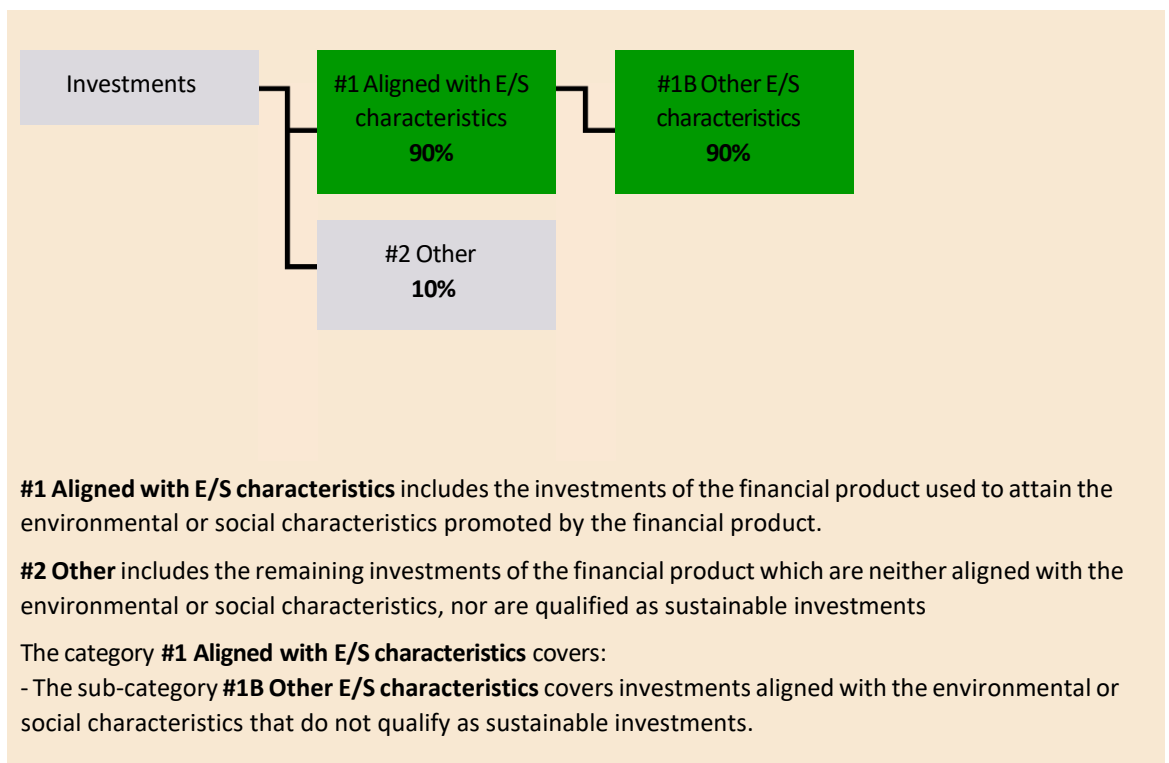 Investments
#1 Aligned with E/S
characteristics
90%
#1B Other E/S
characteristics
90%
#2 Other
10%
#1 Aligned with E/S characteristics includes the investments of the financial product used to attain the
environmental or social characteristics promoted by the financial product.
#2 Other includes the remaining investments of the financial product which are neither aligned with the
environmental or social characteristics, nor are qualified as sustainable investments
The category #1 Aligned with E/S characteristics covers:
- The sub-category #1B Other E/S characteristics covers investments aligned with the environmental or
social characteristics that do not qualify as sustainable investments.